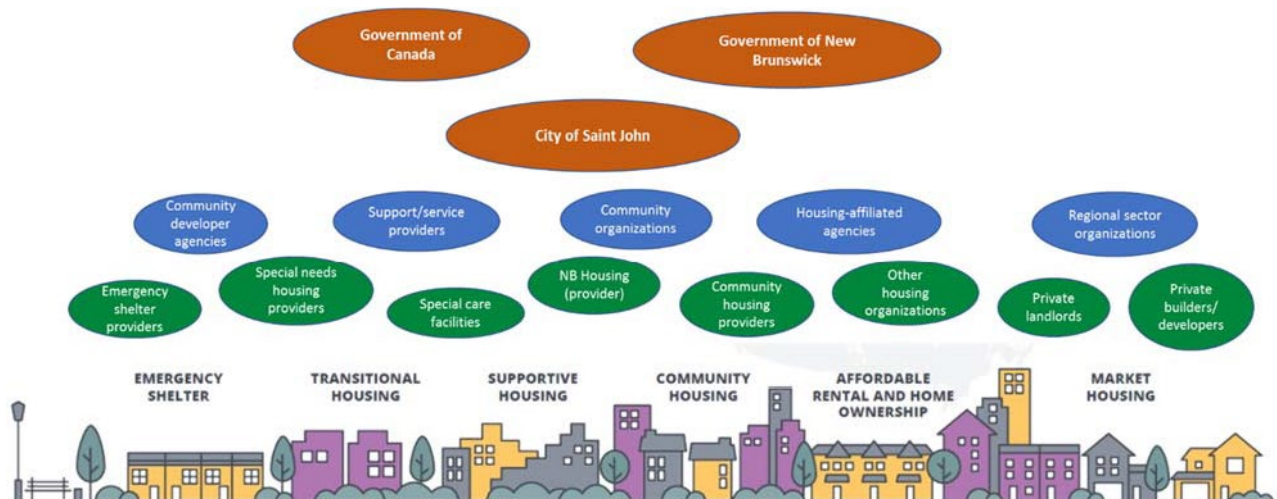 Government of
Canada
Government of New
Brunswick
City of Saint John
Community
developer
agencies
Support/service
providers
Community
organizations
Housing-affiliated
agencies
Regional sector
organizations
Emergency
shelter
providers
Special needs
housing
providers
Special care
facilities
NB Housing
(provider)
Community
housing
providers
Other
housing
organizations
Private
landlords
Private
builders/
developers
EMERGENCY
SHELTER
TRANSITIONAL
HOUSING
SUPPORTIVE
HOUSING
COMMUNITY
HOUSING
AFFORDABLE
RENTAL AND HOME
OWNERSHIP
MARKET
HOUSING